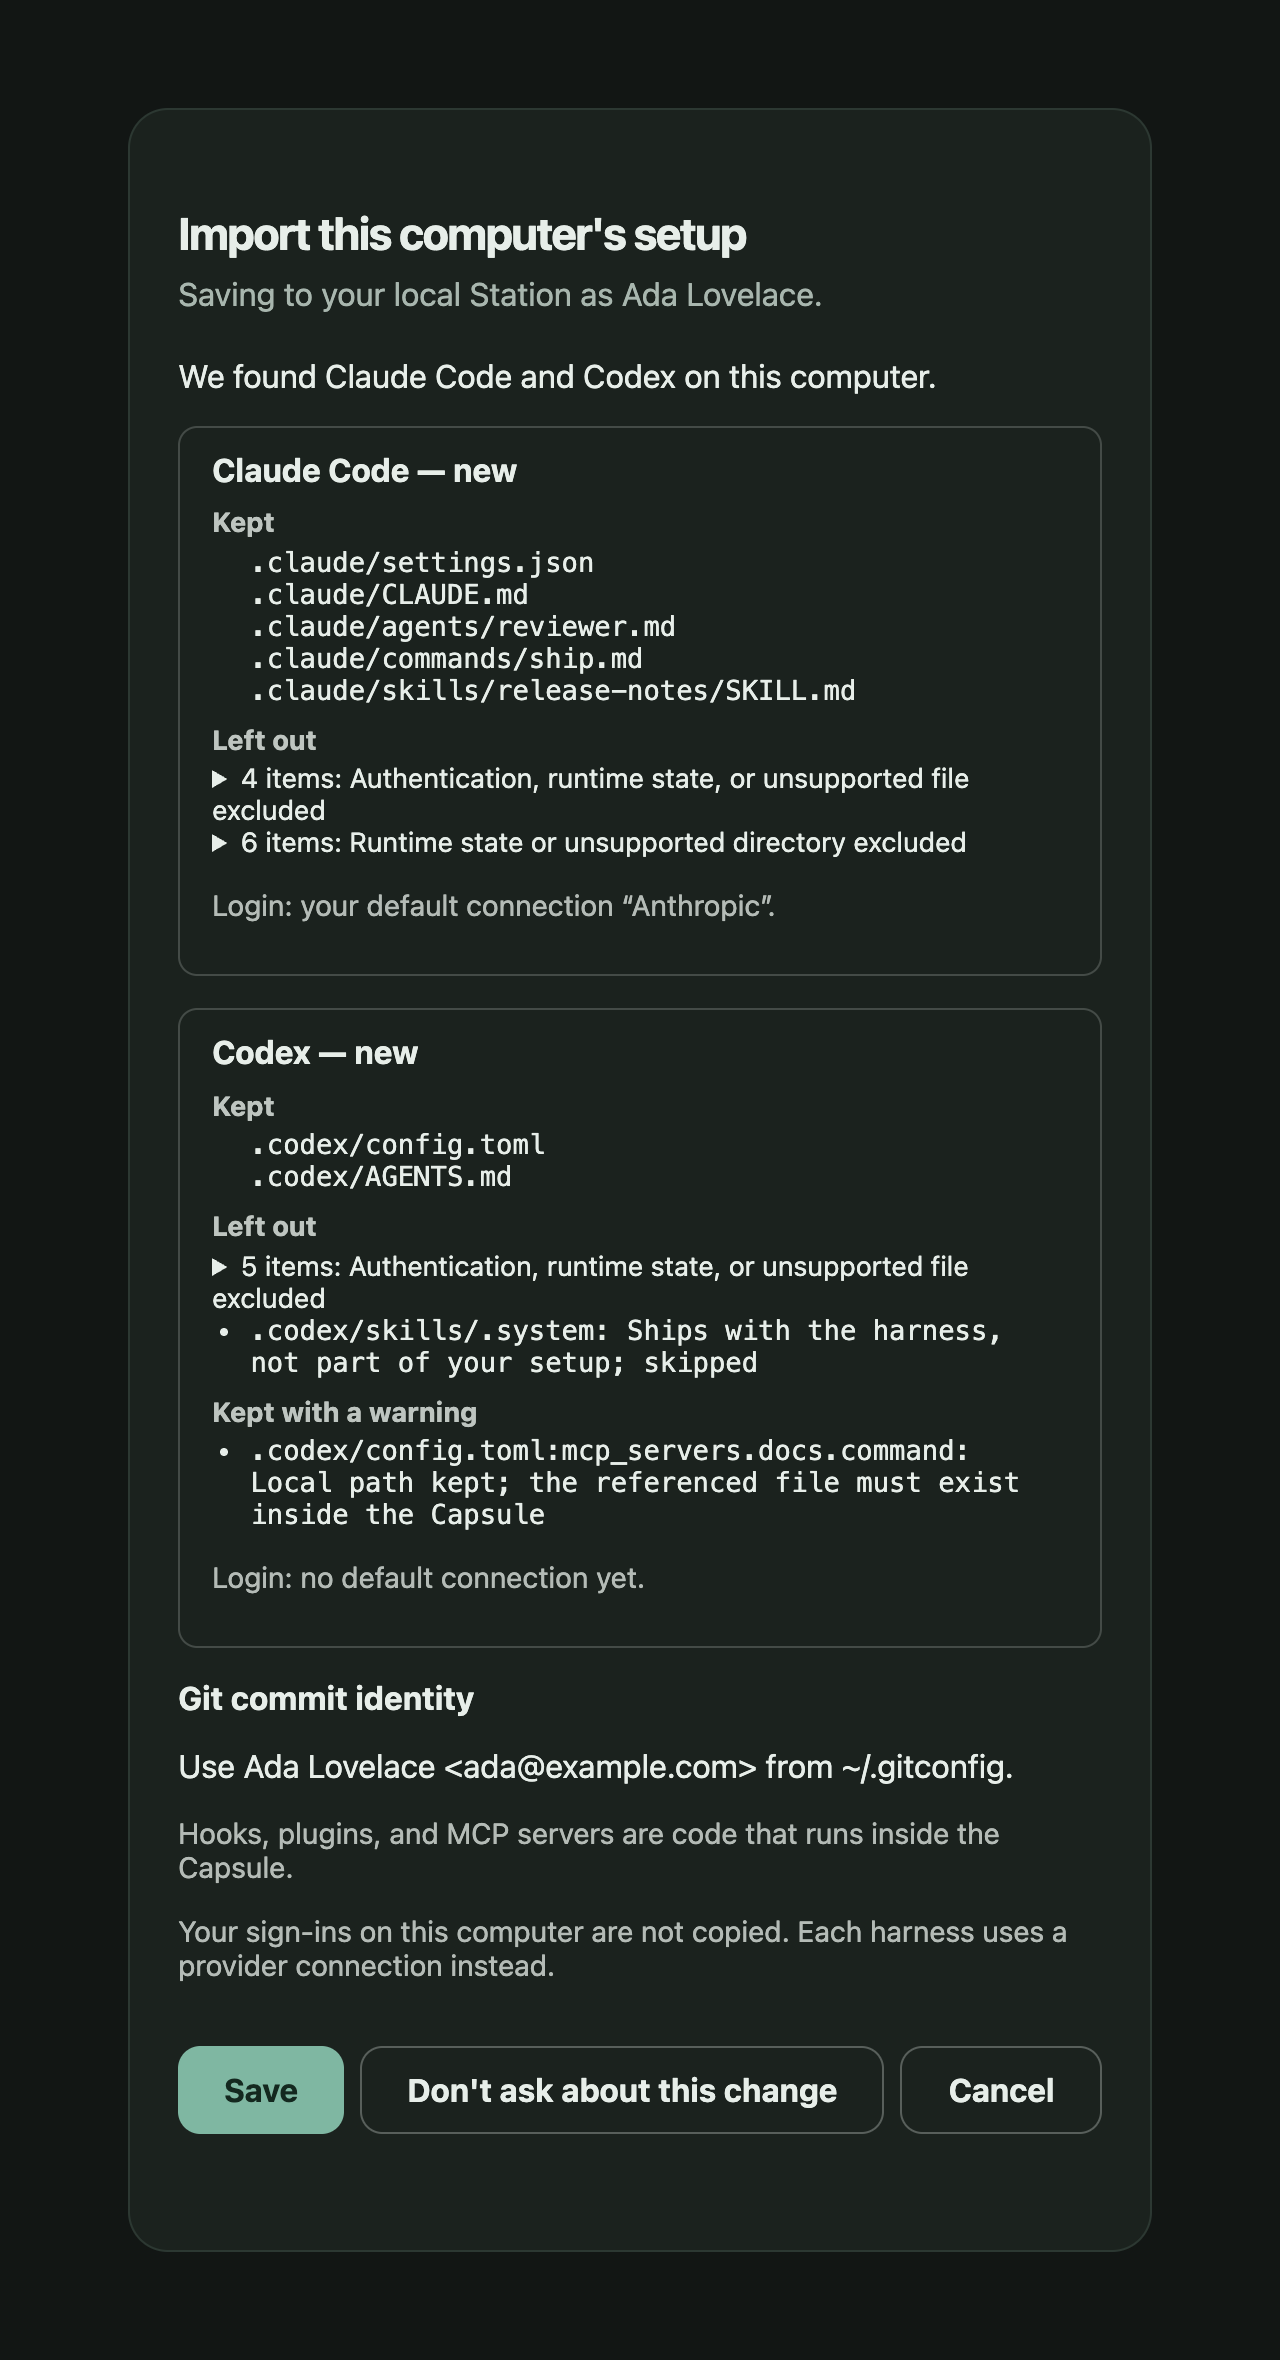 Import this computer's setup
Saving to your local Station as Ada Lovelace.
We found Claude Code and Codex on this computer.
Claude Code — new
Kept
.claude/settings.json
.claude/CLAUDE.md
.claude/agents/reviewer.md
.claude/commands/ship.md
.claude/skills/release-notes/SKILL.md
Left out
▶ 4 items: Authentication, runtime state, or unsupported file
excluded
▶ 6 items: Runtime state or unsupported directory excluded
Login: your default connection “Anthropic”.
Codex — new
Kept
.codex/config.toml
.codex/AGENTS.md
Left out
▶ 5 items: Authentication, runtime state, or unsupported file
excluded
• .codex/skills/.system: Ships with the harness,
not part of your setup; skipped
Kept with a warning
• .codex/config.toml:mcp_servers.docs.command:
Local path kept; the referenced file must exist
inside the Capsule
Login: no default connection yet.
Git commit identity
Use Ada Lovelace <ada@example.com> from ~/.gitconfig.
Hooks, plugins, and MCP servers are code that runs inside the
Capsule.
Your sign-ins on this computer are not copied. Each harness uses a
provider connection instead.
Save
Don't ask about this change
Cancel